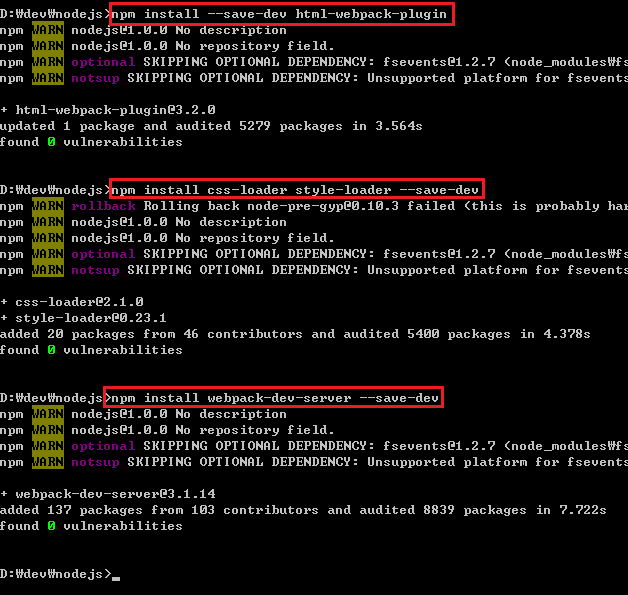 D:₩dev₩nodejs>npm install --save-dev html-webpack-plugin
npm WARN nodejs@1.0.0 No description
npm WARN nodejs@1.0.0 No repository field.
npm WARN optional SKIPPING OPTIONAL DEPENDENCY: fsevents@1.2.7 (node_modules₩fs
npm WARN notsup SKIPPING OPTIONAL DEPENDENCY: Unsupported platform for fsevents
+ html-webpack-plugin@3.2.0
updated 1 package and audited 5279 packages in 3.564s
found 0 vulnerabilities
D:₩dev₩nodejs>npm install css-loader style-loader --save-dev
npm WARN rollback Rolling back node-pre-gyp@0.10.3 failed (this is probably har
npm WARN nodejs@1.0.0 No description
npm WARN nodejs@1.0.0 No repository field.
npm WARN optional SKIPPING OPTIONAL DEPENDENCY: fsevents@1.2.7 (node_modules₩fs
npm WARN notsup SKIPPING OPTIONAL DEPENDENCY: Unsupported platform for fsevents
+ css-loader@2.1.0
+ style-loader@0.23.1
added 20 packages from 46 contributors and audited 5400 packages in 4.378s
found 0 vulnerabilities
D:₩dev₩nodejs>npm install webpack-dev-server --save-dev
npm WARN nodejs@1.0.0 No description
npm WARN nodejs@1.0.0 No repository field.
npm WARN optional SKIPPING OPTIONAL DEPENDENCY: fsevents@1.2.7 (node_modules₩fs
npm WARN notsup SKIPPING OPTIONAL DEPENDENCY: Unsupported platform for fsevents
+ webpack-dev-server@3.1.14
added 137 packages from 103 contributors and audited 8839 packages in 7.722s
found 0 vulnerabilities
D:₩dev₩nodejs>_